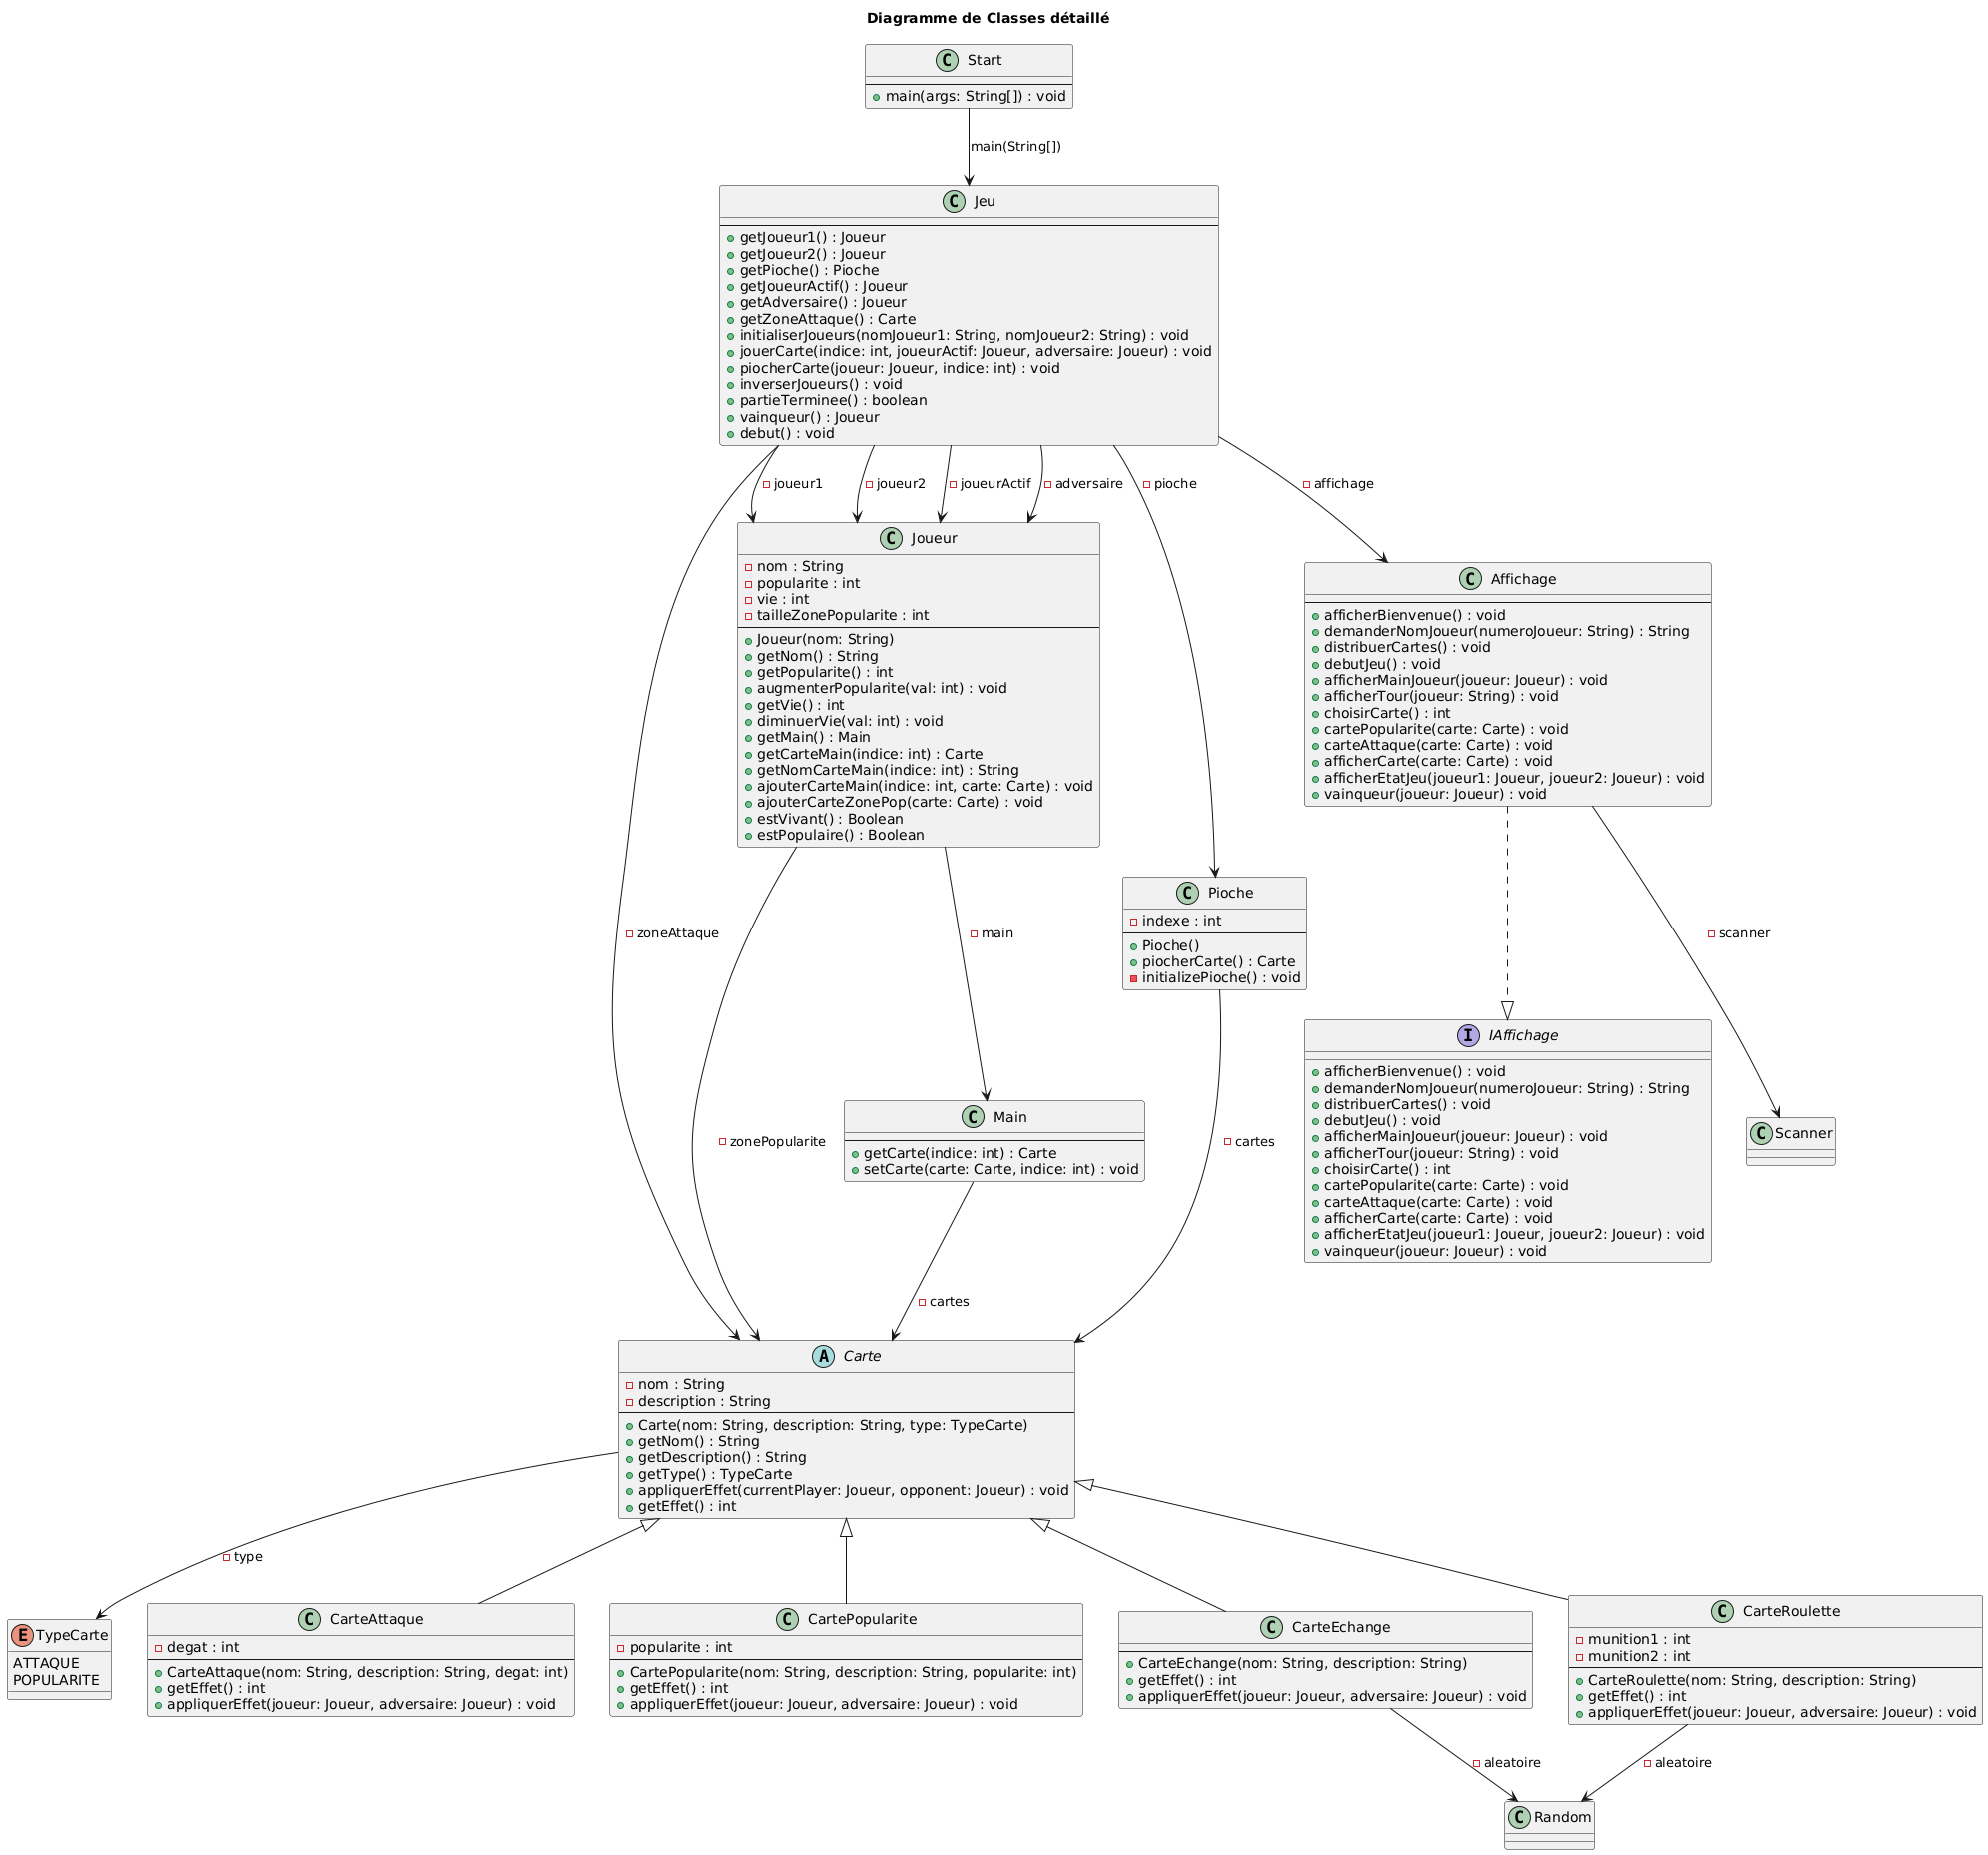 Diagramme de Classes détaillé
C Start
main(args: String[]) : void
main(String[])
C Jeu
getJoueur1() : Joueur
getJoueur2() : Joueur
getPioche() : Pioche
getJoueurActif() : Joueur
getAdversaire() : Joueur
getZoneAttaque() : Carte
initialiserJoueurs(nomJoueur1: String, nomJoueur2: String) : void
jouerCarte(indice: int, joueurActif: Joueur, adversaire: Joueur) : void
piocherCarte(joueur: Joueur, indice: int) : void
inverserJoueurs() : void
partieTerminee() : boolean
vainqueur() : Joueur
debut() : void
joueur1
joueur2
joueurActif
adversaire
pioche
affichage
C Joueur
nom : String
popularite : int
vie : int
tailleZonePopularite : int
Joueur(nom: String)
getNom() : String
getPopularite() : int
augmenterPopularite(val: int) : void
getVie() : int
diminuerVie(val: int) : void
getMain() : Main
getCarteMain(indice: int) : Carte
getNomCarteMain(indice: int) : String
ajouterCarteMain(indice: int, carte: Carte) : void
ajouterCarteZonePop(carte: Carte) : void
estVivant() : Boolean
estPopulaire() : Boolean
C Affichage
afficherBienvenue() : void
demanderNomJoueur(numeroJoueur: String) : String
distribuerCartes() : void
debutJeu() : void
afficherMainJoueur(joueur: Joueur) : void
afficherTour(joueur: String) : void
choisirCarte() : int
cartePopularite(carte: Carte) : void
carteAttaque(carte: Carte) : void
afficherCarte(carte: Carte) : void
afficherEtatJeu(joueur1: Joueur, joueur2: Joueur) : void
vainqueur(joueur: Joueur) : void
zoneAttaque
main
C Pioche
indexe : int
Pioche()
piocherCarte() : Carte
initializePioche() : void
scanner
I IAffichage
afficherBienvenue() : void
demanderNomJoueur(numeroJoueur: String) : String
distribuerCartes() : void
debutJeu() : void
afficherMainJoueur(joueur: Joueur) : void
afficherTour(joueur: String) : void
choisirCarte() : int
cartePopularite(carte: Carte) : void
carteAttaque(carte: Carte) : void
afficherCarte(carte: Carte) : void
afficherEtatJeu(joueur1: Joueur, joueur2: Joueur) : void
vainqueur(joueur: Joueur) : void
zonePopularite
C Main
getCarte(indice: int) : Carte
setCarte(carte: Carte, indice: int) : void
cartes
C Scanner
cartes
A Carte
nom : String
description : String
Carte(nom: String, description: String, type: TypeCarte)
getNom() : String
getDescription() : String
getType() : TypeCarte
appliquerEffet(currentPlayer: Joueur, opponent: Joueur) : void
getEffet() : int
type
E TypeCarte
ATTAQUE
POPULARITE
C CarteAttaque
degat : int
CarteAttaque(nom: String, description: String, degat: int)
getEffet() : int
appliquerEffet(joueur: Joueur, adversaire: Joueur) : void
C CartePopularite
popularite : int
CartePopularite(nom: String, description: String, popularite: int)
getEffet() : int
appliquerEffet(joueur: Joueur, adversaire: Joueur) : void
C CarteEchange
CarteEchange(nom: String, description: String)
getEffet() : int
appliquerEffet(joueur: Joueur, adversaire: Joueur) : void
C CarteRoulette
munition1 : int
munition2 : int
CarteRoulette(nom: String, description: String)
getEffet() : int
appliquerEffet(joueur: Joueur, adversaire: Joueur) : void
aleatoire
aleatoire
C Random